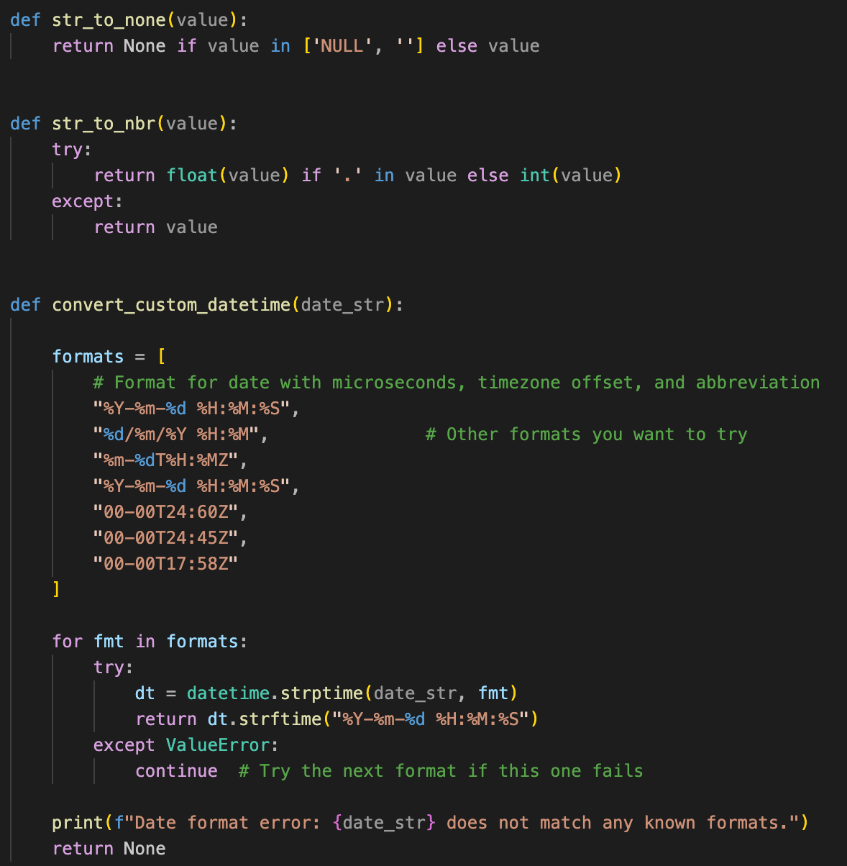 def str_to_none(value):
    return None if value in ['NULL', ''] else value


def str_to_nbr(value):
    try:
        return float(value) if '.' in value else int(value)
    except:
        return value


def convert_custom_datetime(date_str):

    formats = [
        # Format for date with microseconds, timezone offset, and abbreviation
        "%Y-%m-%d %H:%M:%S",
        "%d/%m/%Y %H:%M",               # Other formats you want to try
        "%m-%dT%H:%MZ",
        "%Y-%m-%d %H:%M:%S",
        "00-00T24:60Z",
        "00-00T24:45Z",
        "00-00T17:58Z"
    ]

    for fmt in formats:
        try:
            dt = datetime.strptime(date_str, fmt)
            return dt.strftime("%Y-%m-%d %H:%M:%S")
        except ValueError:
            continue  # Try the next format if this one fails

    print(f"Date format error: {date_str} does not match any known formats.")
    return None